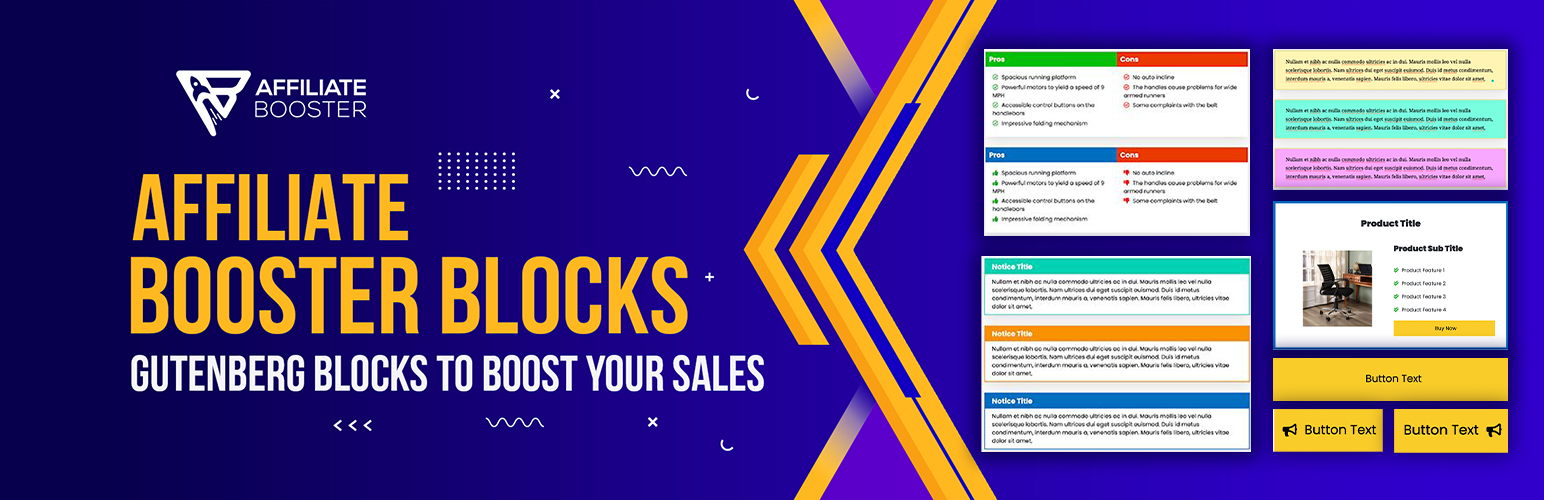 AFFILIATE
BOOSTER
AFFILIATE
BOOSTER BLOCKS
GUTENBERG BLOCKS TO BOOST YOUR SALES
Pros
Cons
Spacious running platform
Powerful motors to yield a speed of 9
MPH
Accessible control buttons on the
handlebars
Impressive folding mechanism
No auto incline
The handles cause problems for wide
armed runners
Some complaints with the belt
Pros
Cons
Spacious running platform
Powerful motors to yield a speed of 9
MPH
Accessible control buttons on the
handlebars
Impressive folding mechanism
No auto incline
The handles cause problems for wide
armed runners
Some complaints with the belt
Notice Title
Nullam et nibh ac nulla commodo ultricies ac in dui. Mauris mollis leo vel nulla
scelerisque lobortis. Nam ultrices dui eget suscipit euismod. Duis id metus
condimentum, interdum mauris a, venenatis sapien. Mauris felis libero, ultricies vitae
dolor sit amet,
Notice Title
Nullam et nibh ac nulla commodo ultricies ac in dui. Mauris mollis leo vel nulla
scelerisque lobortis. Nam ultrices dui eget suscipit euismod. Duis id metus
condimentum, interdum mauris a, venenatis sapien. Mauris felis libero, ultricies vitae
dolor sit amet,
Notice Title
Nullam et nibh ac nulla commodo ultricies ac in dui. Mauris mollis leo vel nulla
scelerisque lobortis. Nam ultrices dui eget suscipit euismod. Duis id metus
condimentum, interdum mauris a, venenatis sapien. Mauris felis libero, ultricies vitae
dolor sit amet,
Nullam et nibh ac nulla commodo ultricies ac in dui. Mauris mollis leo vel nulla
scelerisque lobortis. Nam ultrices dui eget suscipit euismod. Duis id metus condimentum,
interdum mauris a, venenatis sapien. Mauris felis libero, ultricies vitae dolor sit amet,
Nullam et nibh ac nulla commodo ultricies ac in dui. Mauris mollis leo vel nulla
scelerisque lobortis. Nam ultrices dui eget suscipit euismod. Duis id metus condimentum,
interdum mauris a, venenatis sapien. Mauris felis libero, ultricies vitae dolor sit amet,
Nullam et nibh ac nulla commodo ultricies ac in dui. Mauris mollis leo vel nulla
scelerisque lobortis. Nam ultrices dui eget suscipit euismod. Duis id metus condimentum,
interdum mauris a, venenatis sapien. Mauris felis libero, ultricies vitae dolor sit amet,
Product Title
Product Sub Title
Product Feature 1
Product Feature 2
Product Feature 3
Product Feature 4
Buy Now
Button Text
Button Text
Button Text